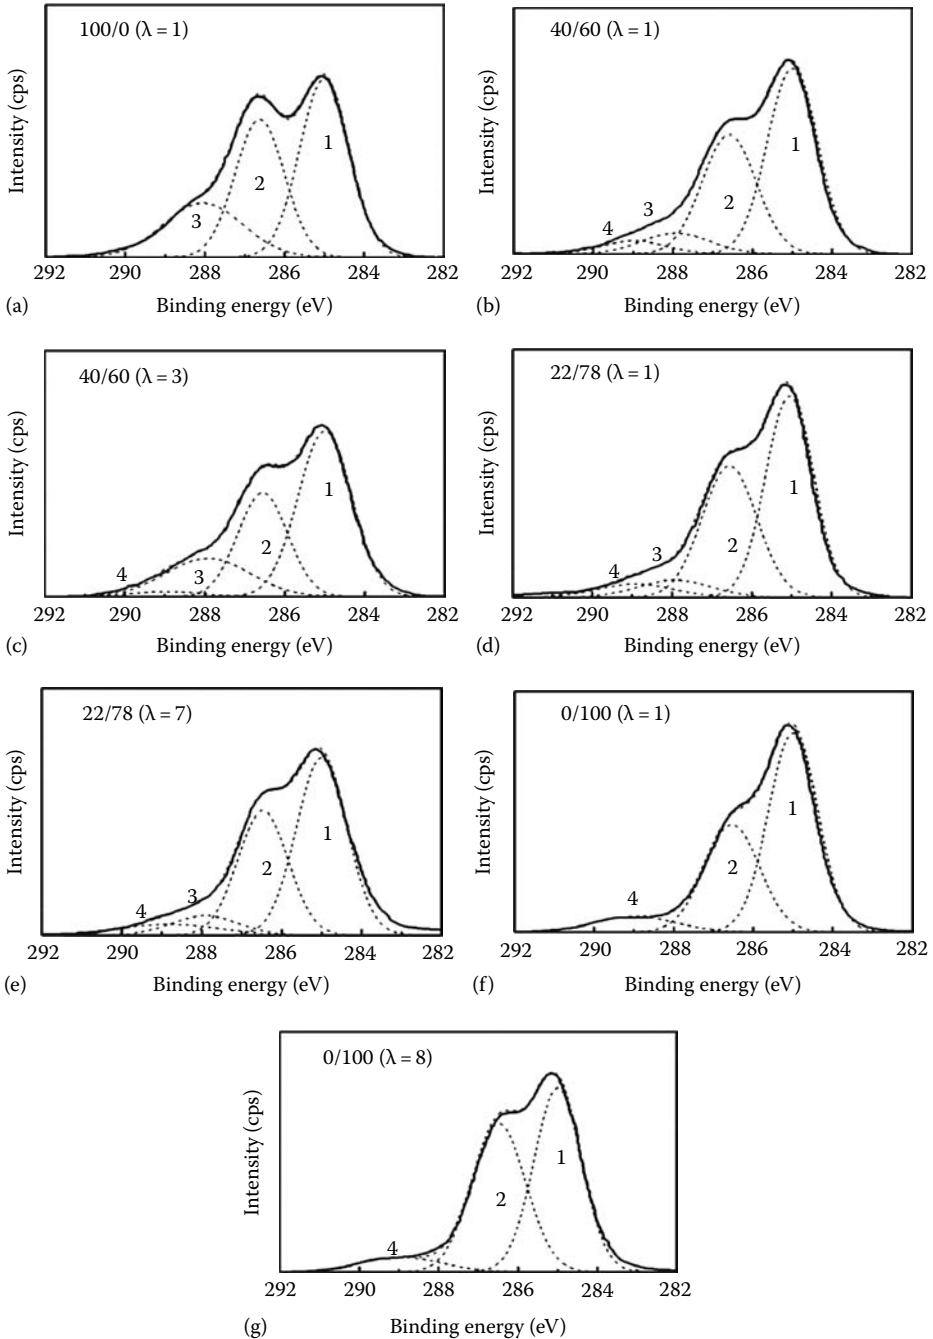 100/0 (λ = 1)
Intensity (cps)
1
2
3
292 290 288 286 284 282
(a) Binding energy (eV)
40/60 (λ = 1)
Intensity (cps)
1
2
3
4
292 290 288 286 284 282
(b) Binding energy (eV)
40/60 (λ = 3)
Intensity (cps)
1
2
3
4
292 290 288 286 284 282
(c) Binding energy (eV)
22/78 (λ = 1)
Intensity (cps)
1
2
3
4
292 290 288 286 284 282
(d) Binding energy (eV)
22/78 (λ = 7)
Intensity (cps)
1
2
3
4
292 290 288 286 284 282
(e) Binding energy (eV)
0/100 (λ = 1)
Intensity (cps)
1
2
4
292 290 288 286 284 282
(f) Binding energy (eV)
0/100 (λ = 8)
Intensity (cps)
1
2
4
292 290 288 286 284 282
(g) Binding energy (eV)